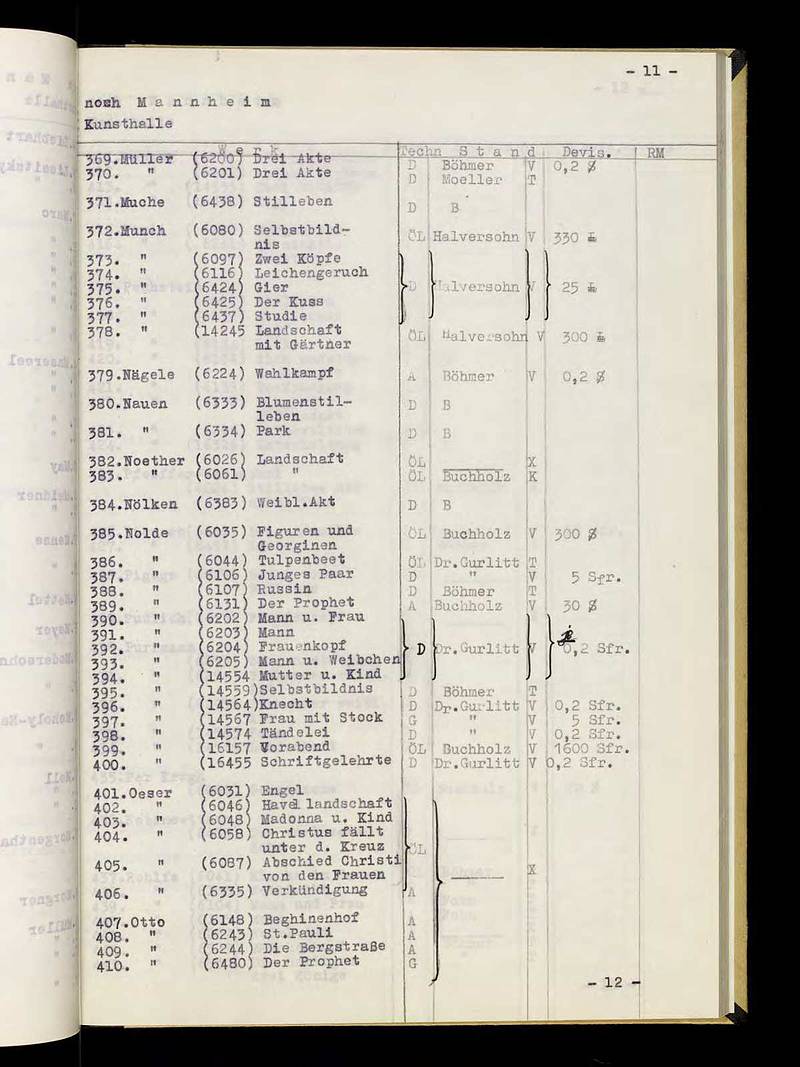 - 11 -
noch M a n n h e i m
Kunsthalle
W e r k Techn S t a n d Devis. RM
369.Müller (6200) Drei Akte D Böhmer V 0,2 $
370. " (6201) Drei Akte D Moeller T
371.Muche (6438) Stilleben D B
372.Munch (6080) Selbstbild- ÖL Halversohn V 330 £
nis
373. " (6097) Zwei Köpfe
374. " (6116) Leichengeruch
375. " (6424) Gier D Halversohn V 25 £
376. " (6425) Der Kuss
377. " (6437) Studie
378. " (14245 Landschaft ÖL Halversohn V 300 £
mit Gärtner
379.Nägele (6224) Wahlkampf A Böhmer V 0,2 $
380.Nauen (6333) Blumenstil- D B
leben
381. " (6334) Park D B
382.Noether (6026) Landschaft ÖL X
383. " (6061) " ÖL Buchholz K
384.Nölken (6383) Weibl.Akt D B
385.Nolde (6035) Figuren und ÖL Buchholz V 300 $
Georginen
386. " (6044) Tulpenbeet ÖL Dr.Gurlitt T
387. " (6106) Junges Paar D " V 5 Sfr.
388. " (6107) Russin D Böhmer T
389. " (6131) Der Prophet A Buchholz V 30 $
390. " (6202) Mann u. Frau
391. " (6203) Mann
392. " (6204) Frauenkopf D Dr.Gurlitt V 0,2 Sfr.
393. " (6205) Mann u. Weibchen
394. " (14554 Mutter u. Kind
395. " (14559)Selbstbildnis D Böhmer T
396. " (14564)Knecht D Dr.Gurlitt V 0,2 Sfr.
397. " (14567 Frau mit Stock G " V 5 Sfr.
398. " (14574 Tändelei D " V 0,2 Sfr.
399. " (16157 Vorabend ÖL Buchholz V 1600 Sfr.
400. " (16455 Schriftgelehrte D Dr.Gurlitt V 0,2 Sfr.
401.Oeser (6031) Engel
402. " (6046) Havel landschaft
403. " (6048) Madonna u. Kind
404. " (6058) Christus fällt
unter d. Kreuz ÖL
405. " (6087) Abschied Christi X
von den Frauen
406. " (6335) Verkündigung A
407.Otto (6148) Beghinenhof A
408. " (6243) St.Pauli A
409. " (6244) Die Bergstraße A
410. " (6480) Der Prophet G
- 12 -